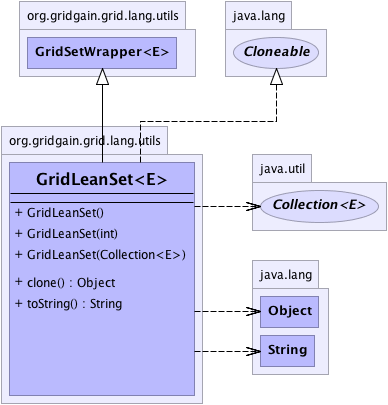 org.gridgain.grid.lang.utils
java.lang
GridSetWrapper<E>
Cloneable
org.gridgain.grid.lang.utils
GridLeanSet<E>
+ GridLeanSet()
+ GridLeanSet(int)
+ GridLeanSet(Collection<E>)
+ clone() : Object
+ toString() : String
java.util
Collection<E>
java.lang
Object
String